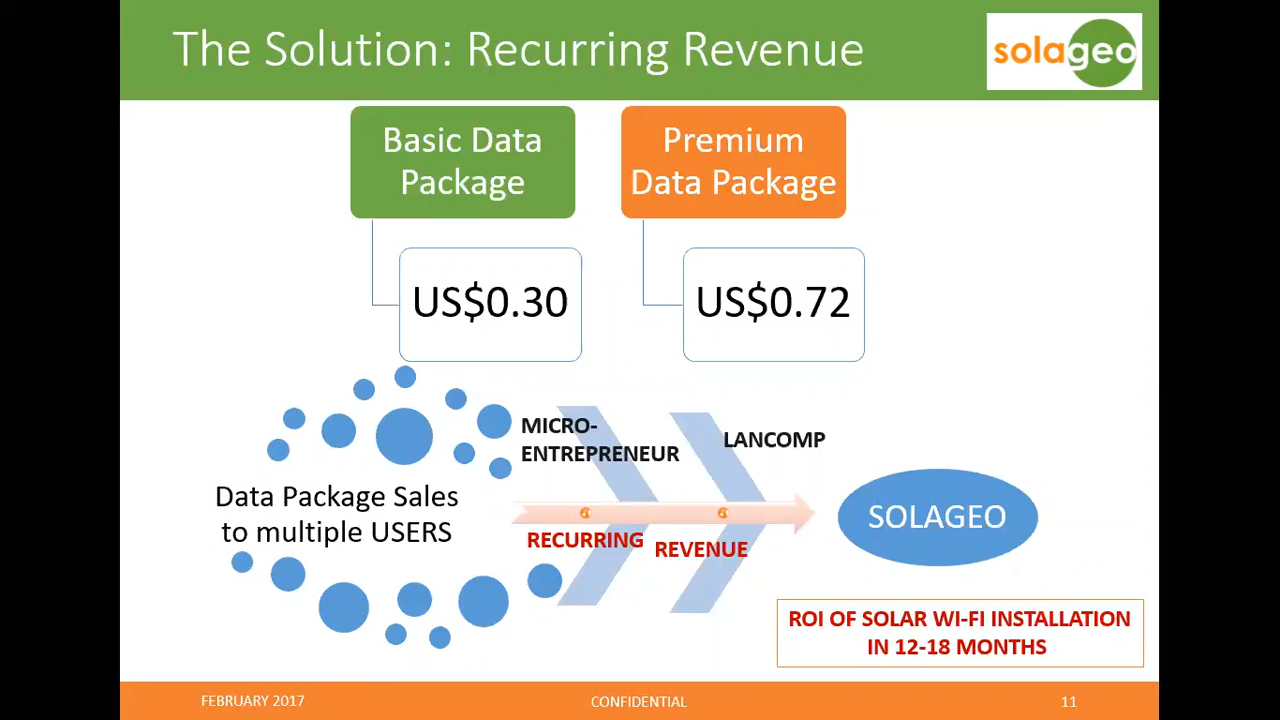 The Solution: Recurring Revenue
solageo
Basic Data
Package
Premium
Data Package
US$0.30
US$0.72
MICRO-
ENTREPRENEUR
LANCOMP
Data Package Sales
to multiple USERS
SOLAGEO
RECURRING
REVENUE
ROI OF SOLAR WI-FI INSTALLATION
IN 12-18 MONTHS
FEBRUARY 2017
CONFIDENTIAL
11